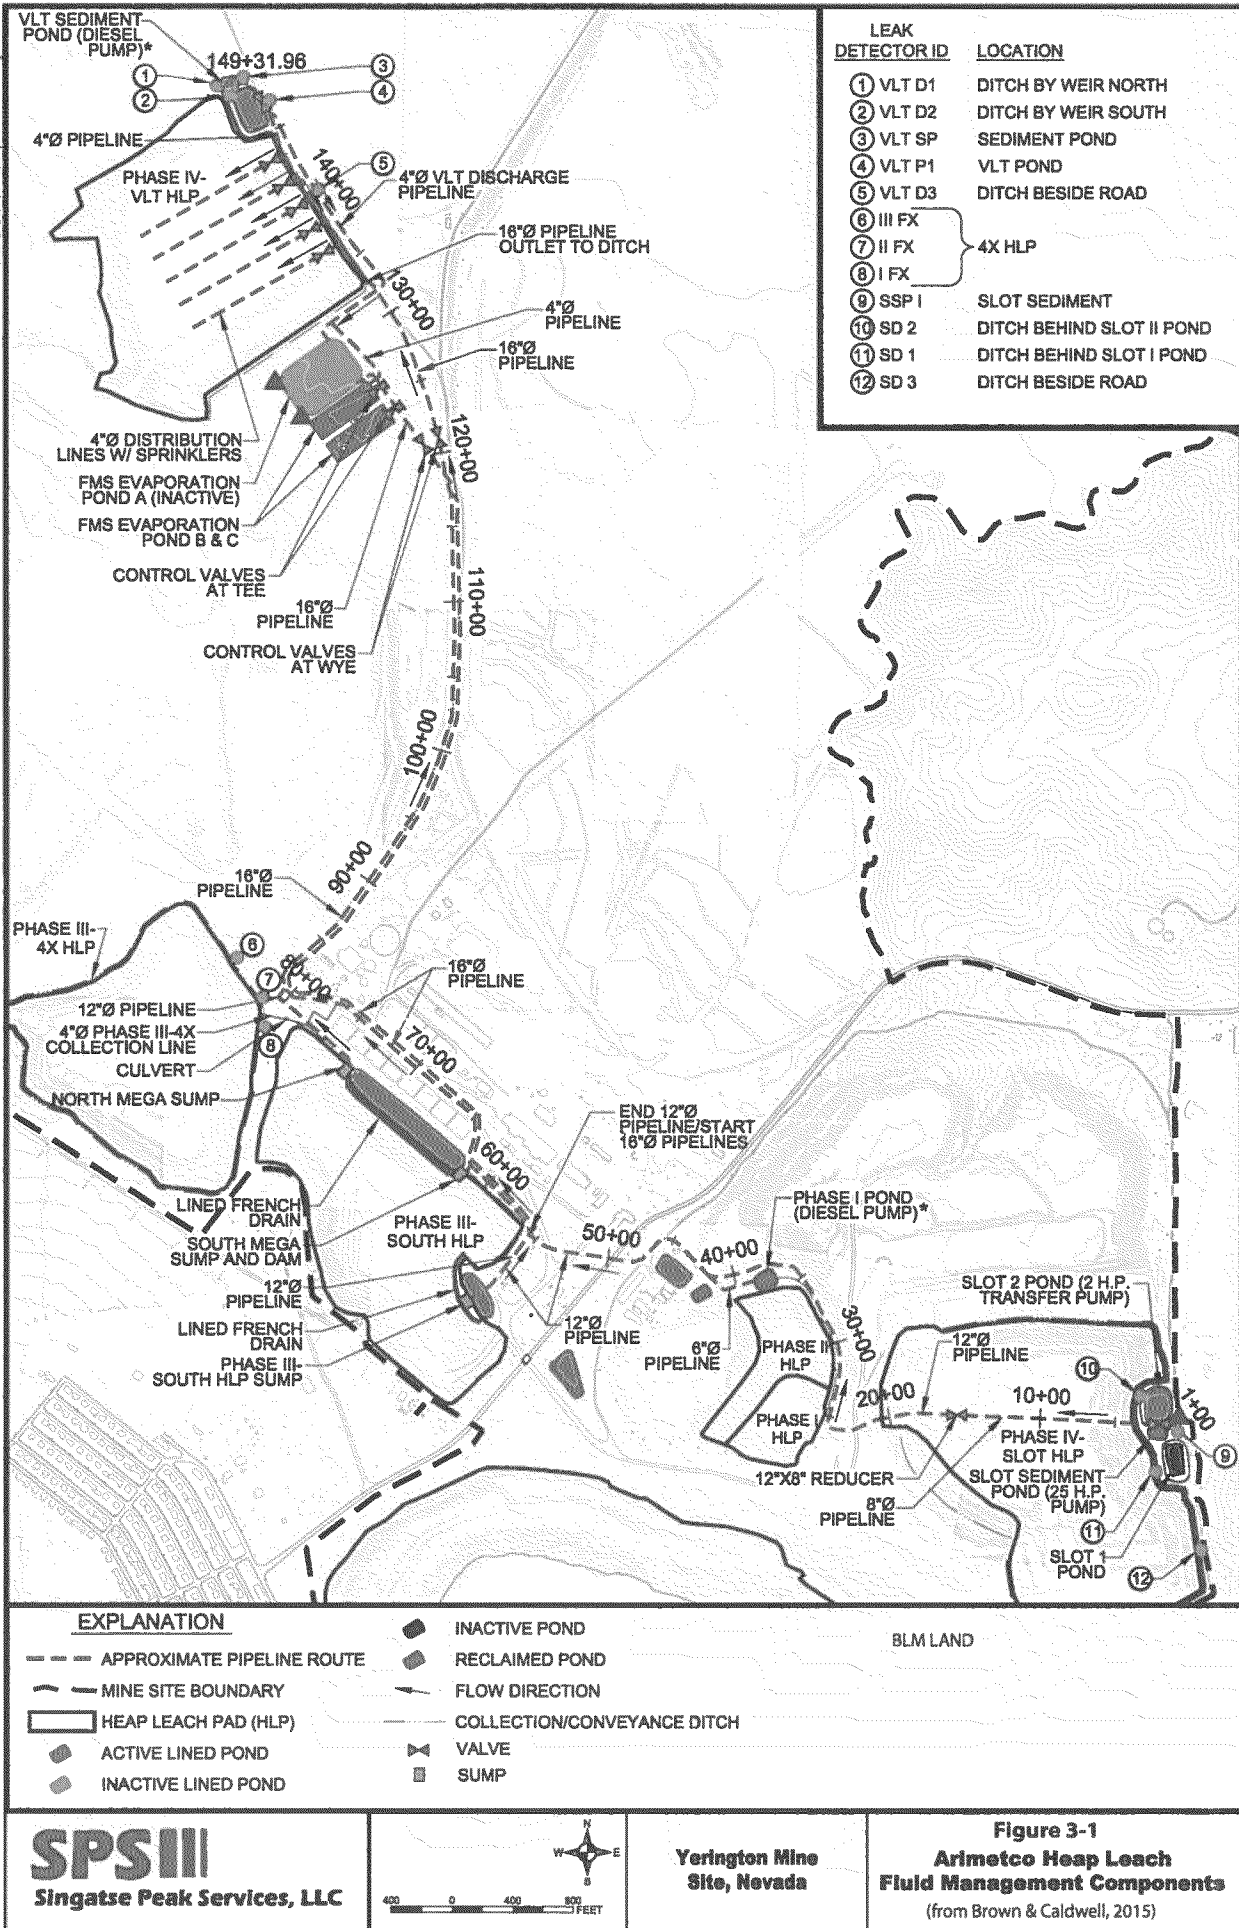 VLT SEDIMENT
POND (DIESEL
PUMP)*
149+31.96
1
2
3
4
4"Ø PIPELINE
PHASE IV-
VLT HLP
140+00
5
4"Ø VLT DISCHARGE
PIPELINE
16"Ø PIPELINE
OUTLET TO DITCH
130+00
4"Ø
PIPELINE
16"Ø
PIPELINE
120+00
4"Ø DISTRIBUTION
LINES W/ SPRINKLERS
FMS EVAPORATION
POND A (INACTIVE)
FMS EVAPORATION
POND B & C
CONTROL VALVES
AT TEE
16"Ø
PIPELINE
CONTROL VALVES
AT WYE
110+00
100+00
90+00
16"Ø
PIPELINE
LEAK
DETECTOR ID LOCATION
1 VLT D1 DITCH BY WEIR NORTH
2 VLT D2 DITCH BY WEIR SOUTH
3 VLT SP SEDIMENT POND
4 VLT P1 VLT POND
5 VLT D3 DITCH BESIDE ROAD
6 III FX
7 II FX 4X HLP
8 I FX
9 SSP I SLOT SEDIMENT
10 SD 2 DITCH BEHIND SLOT II POND
11 SD 1 DITCH BEHIND SLOT I POND
12 SD 3 DITCH BESIDE ROAD
PHASE III-
4X HLP
6
7
80+00
16"Ø
PIPELINE
12"Ø PIPELINE
4"Ø PHASE III-4X
COLLECTION LINE
8
CULVERT
70+00
NORTH MEGA SUMP
END 12"Ø
PIPELINE/START
16"Ø PIPELINES
60+00
LINED FRENCH
DRAIN
SOUTH MEGA
SUMP AND DAM
PHASE III-
SOUTH HLP
12"Ø
PIPELINE
LINED FRENCH
DRAIN
PHASE III-
SOUTH HLP SUMP
50+00
12"Ø
PIPELINE
40+00
PHASE I POND
(DIESEL PUMP)*
6"Ø
PIPELINE
PHASE II
HLP
30+00
PHASE I
HLP
20+00
12"Ø
PIPELINE
SLOT 2 POND (2 H.P.
TRANSFER PUMP)
10
10+00
1+00
PHASE IV-
SLOT HLP
12"X8" REDUCER
8"Ø
PIPELINE
SLOT SEDIMENT
POND (25 H.P.
PUMP)
9
11
SLOT 1
POND
12
EXPLANATION
APPROXIMATE PIPELINE ROUTE
MINE SITE BOUNDARY
HEAP LEACH PAD (HLP)
ACTIVE LINED POND
INACTIVE LINED POND
INACTIVE POND
RECLAIMED POND
FLOW DIRECTION
COLLECTION/CONVEYANCE DITCH
VALVE
SUMP
BLM LAND
SPS
Singatse Peak Services, LLC
N
W E
S
400 0 400 800
FEET
Yerington Mine
Site, Nevada
Figure 3-1
Arimetco Heap Leach
Fluid Management Components
(from Brown & Caldwell, 2015)